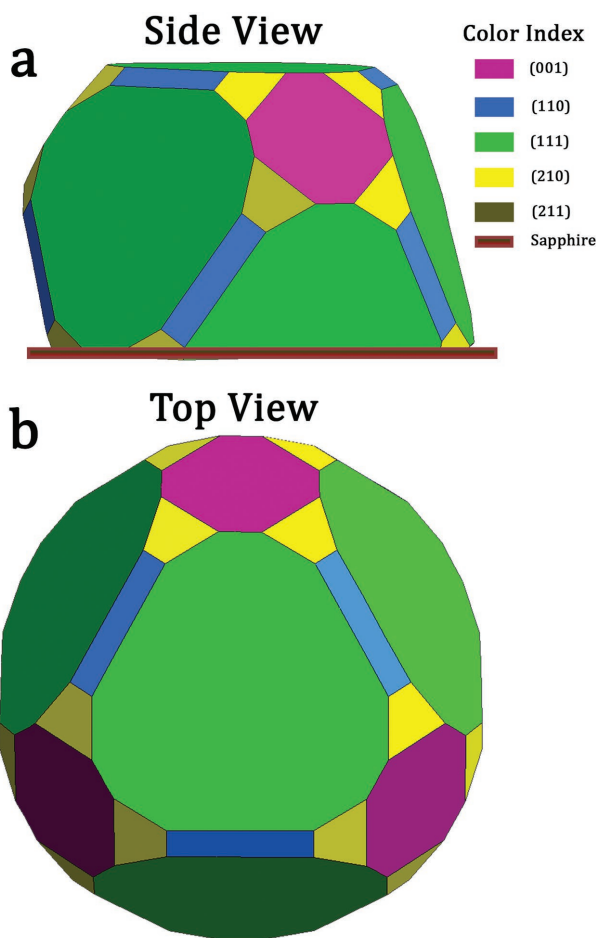 Side View
a
Color Index
(001)
(110)
(111)
(210)
(211)
Sapphire
Top View
b